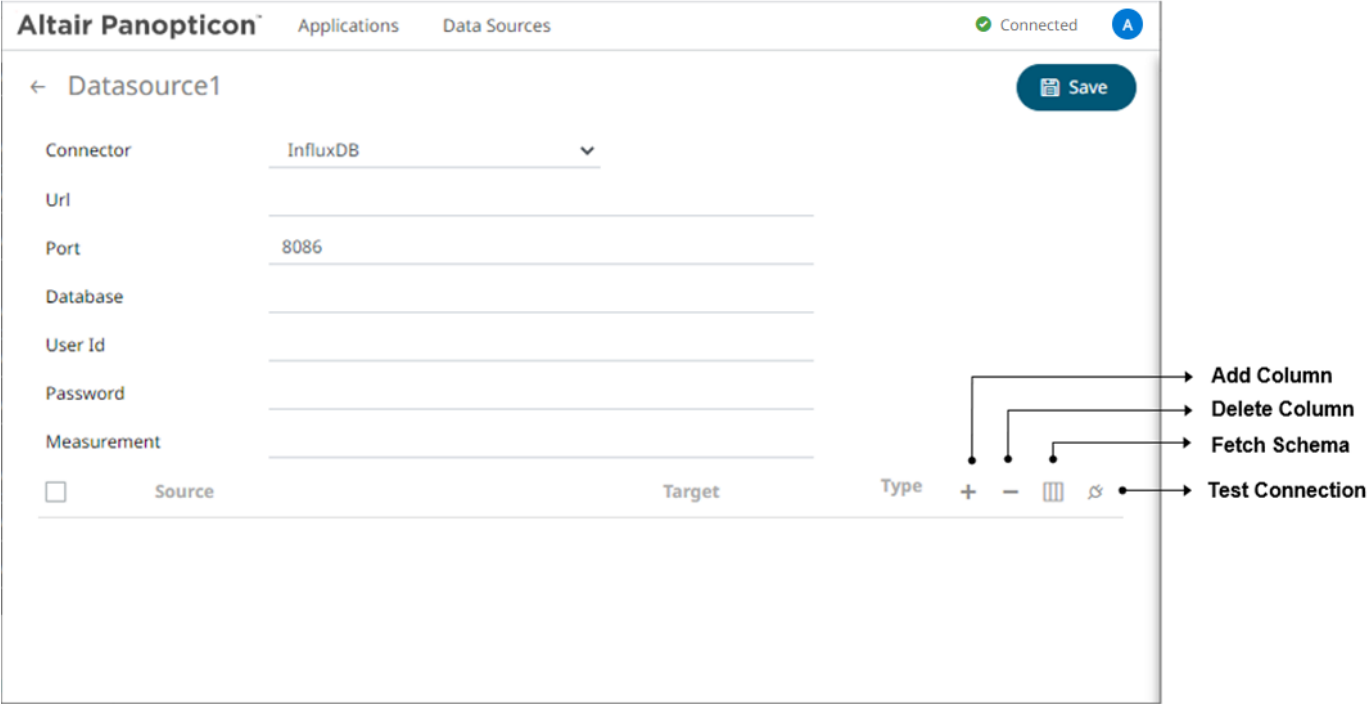 Altair Panopticon™ Applications Data Sources Connected A
← Datasource1 Save
Connector InfluxDB
Url
Port 8086
Database
User Id
Password
Measurement
Source Target Type + −
Add Column
Delete Column
Fetch Schema
Test Connection